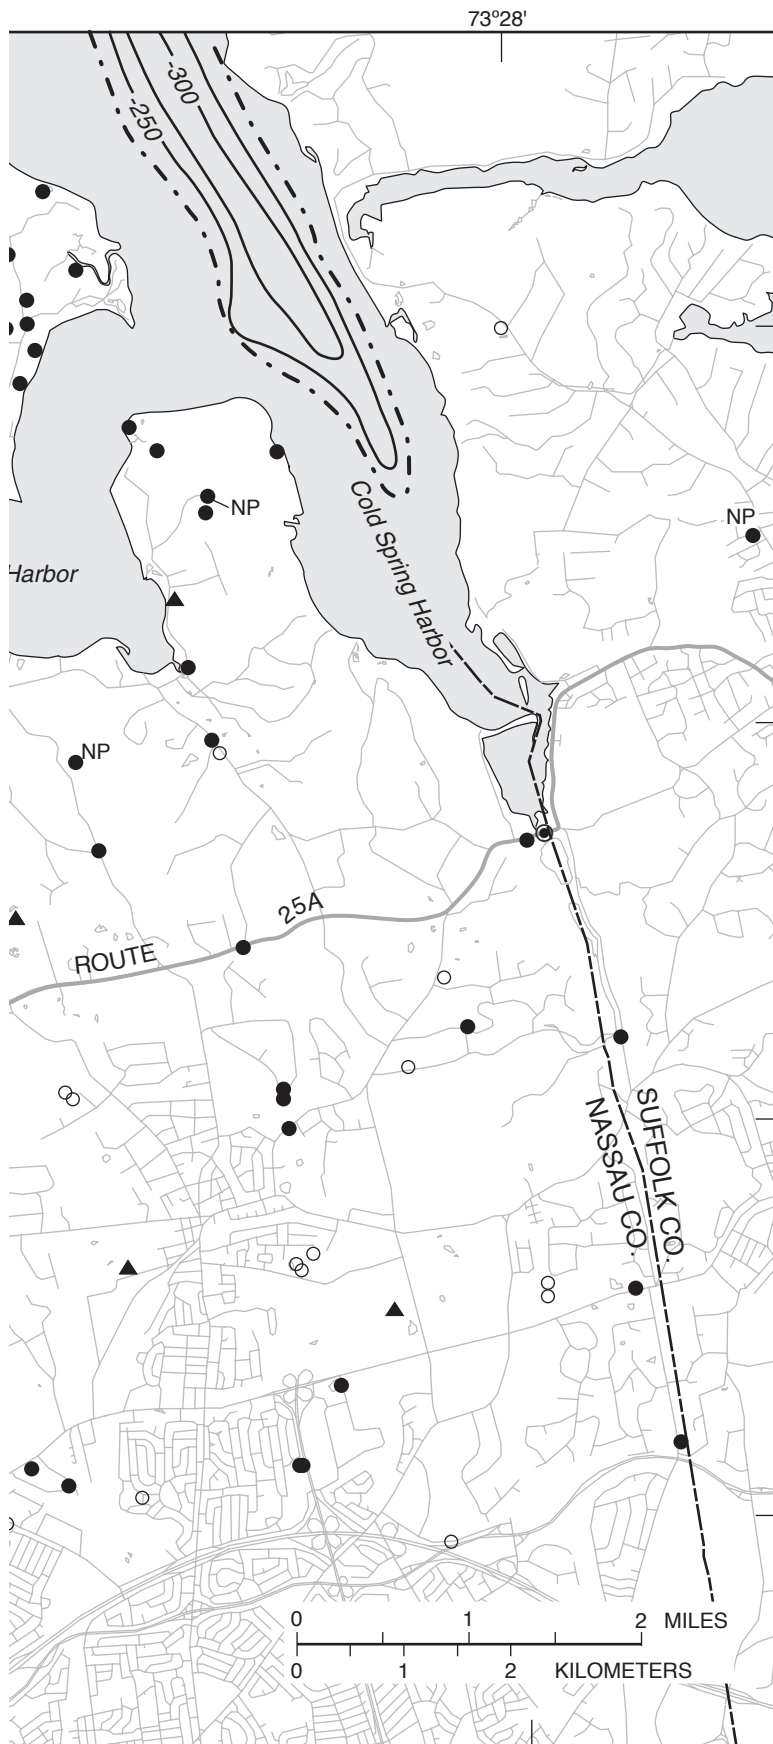 73°28'
-300
-250
NP
NP
Harbor
Cold Spring Harbor
NP
25A
ROUTE
SUFFOLK CO.
NASSAU CO.
0 1 2 MILES
0 1 2 KILOMETERS